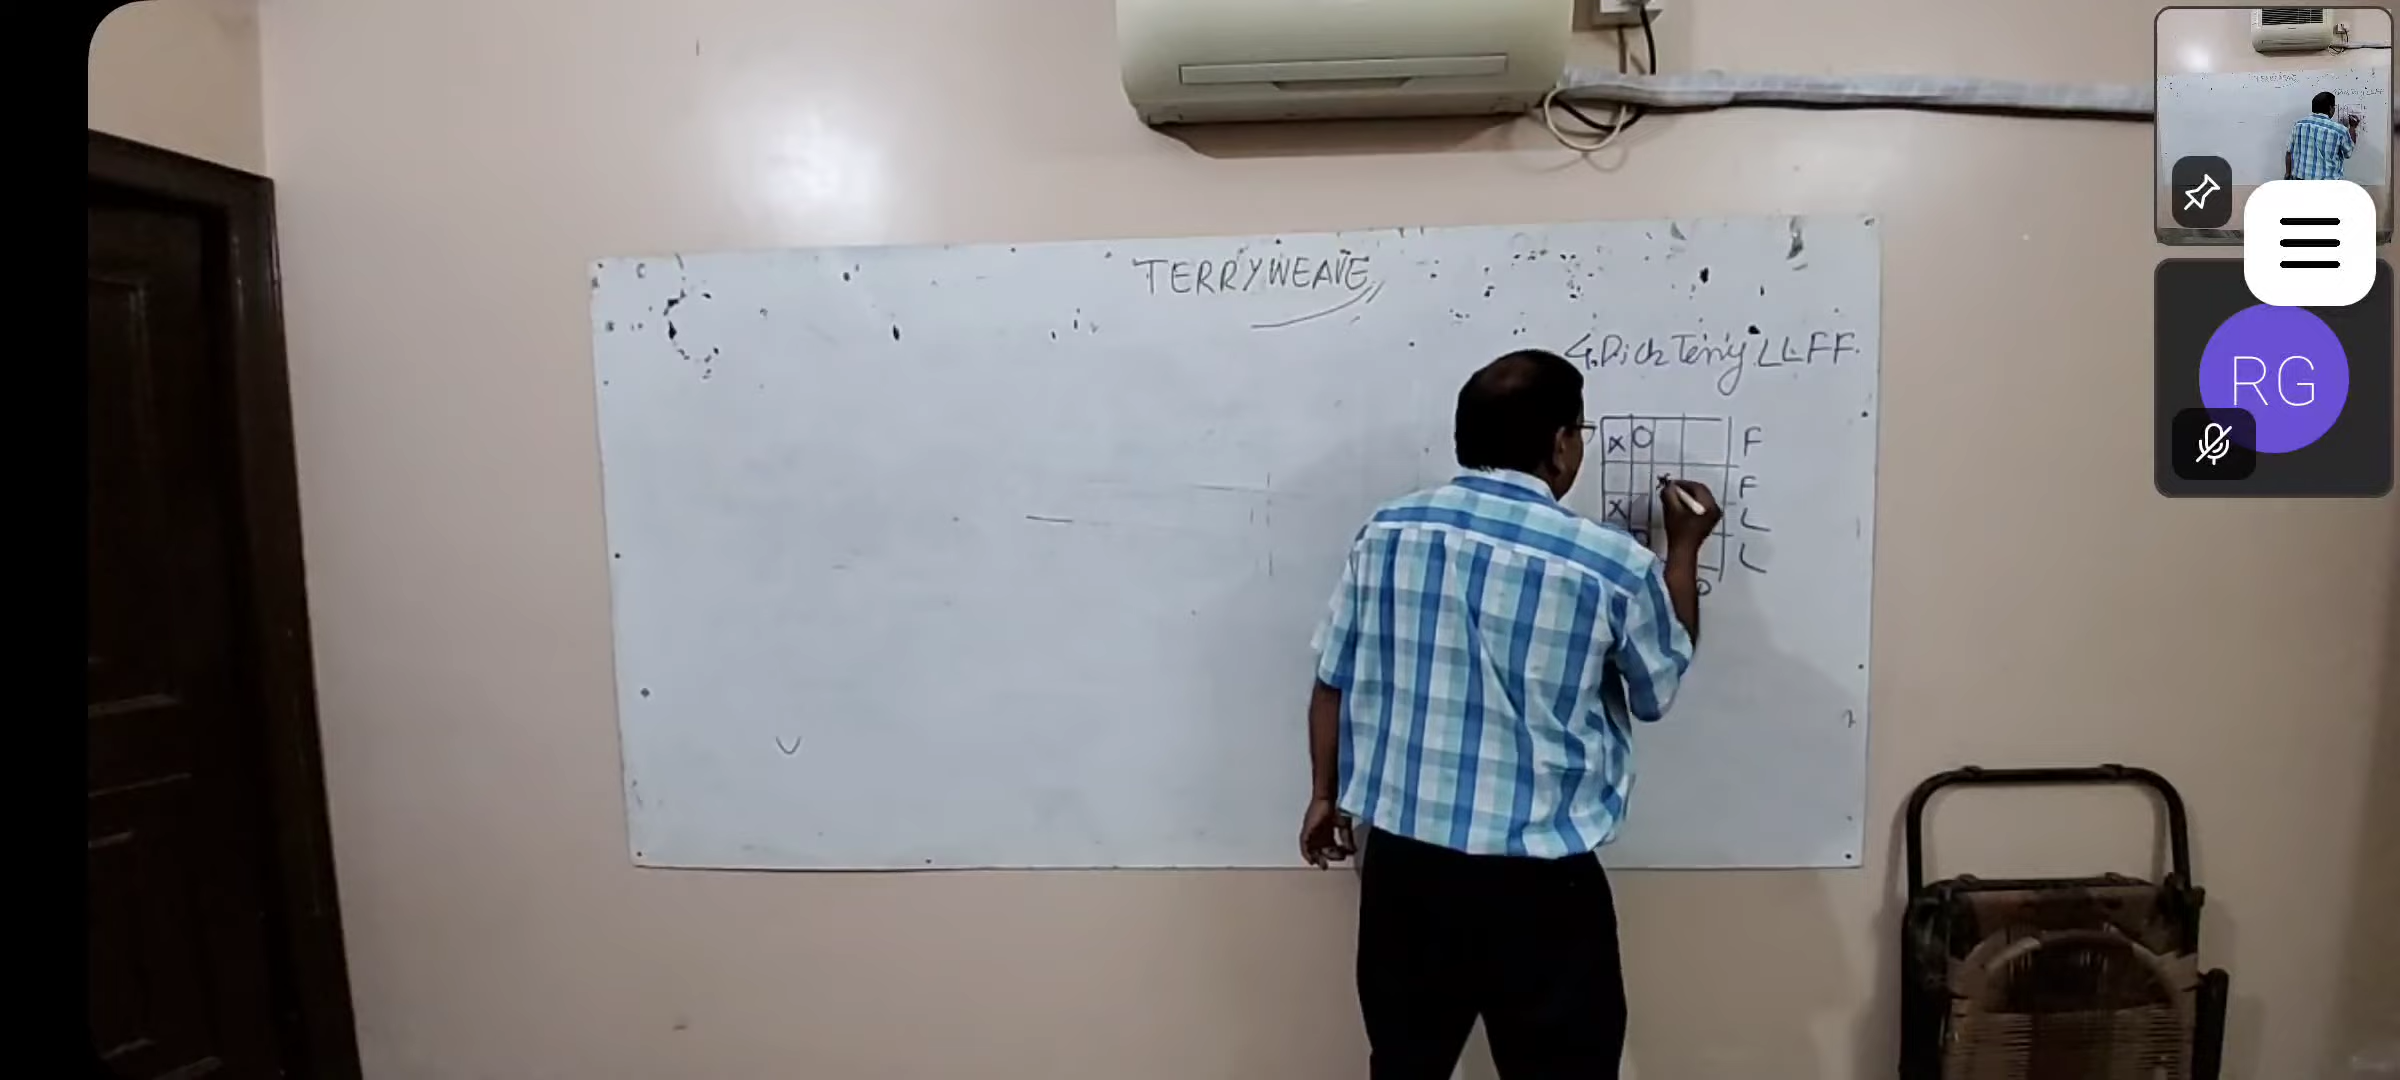 TERRYWEAVE
4.Pick Terry LLFF.
X O F
X F
X L
L
O
RG